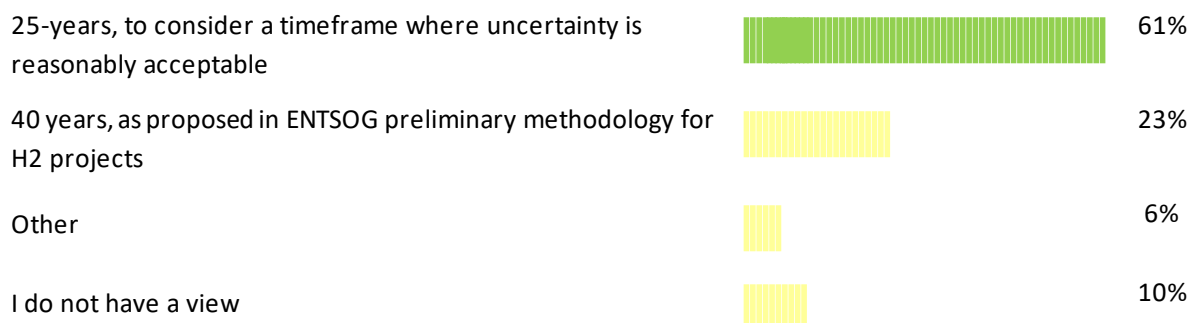 25-years, to consider a timeframe where uncertainty is
reasonably acceptable
61%
40 years, as proposed in ENTSOG preliminary methodology for
H2 projects
23%
Other
6%
I do not have a view
10%